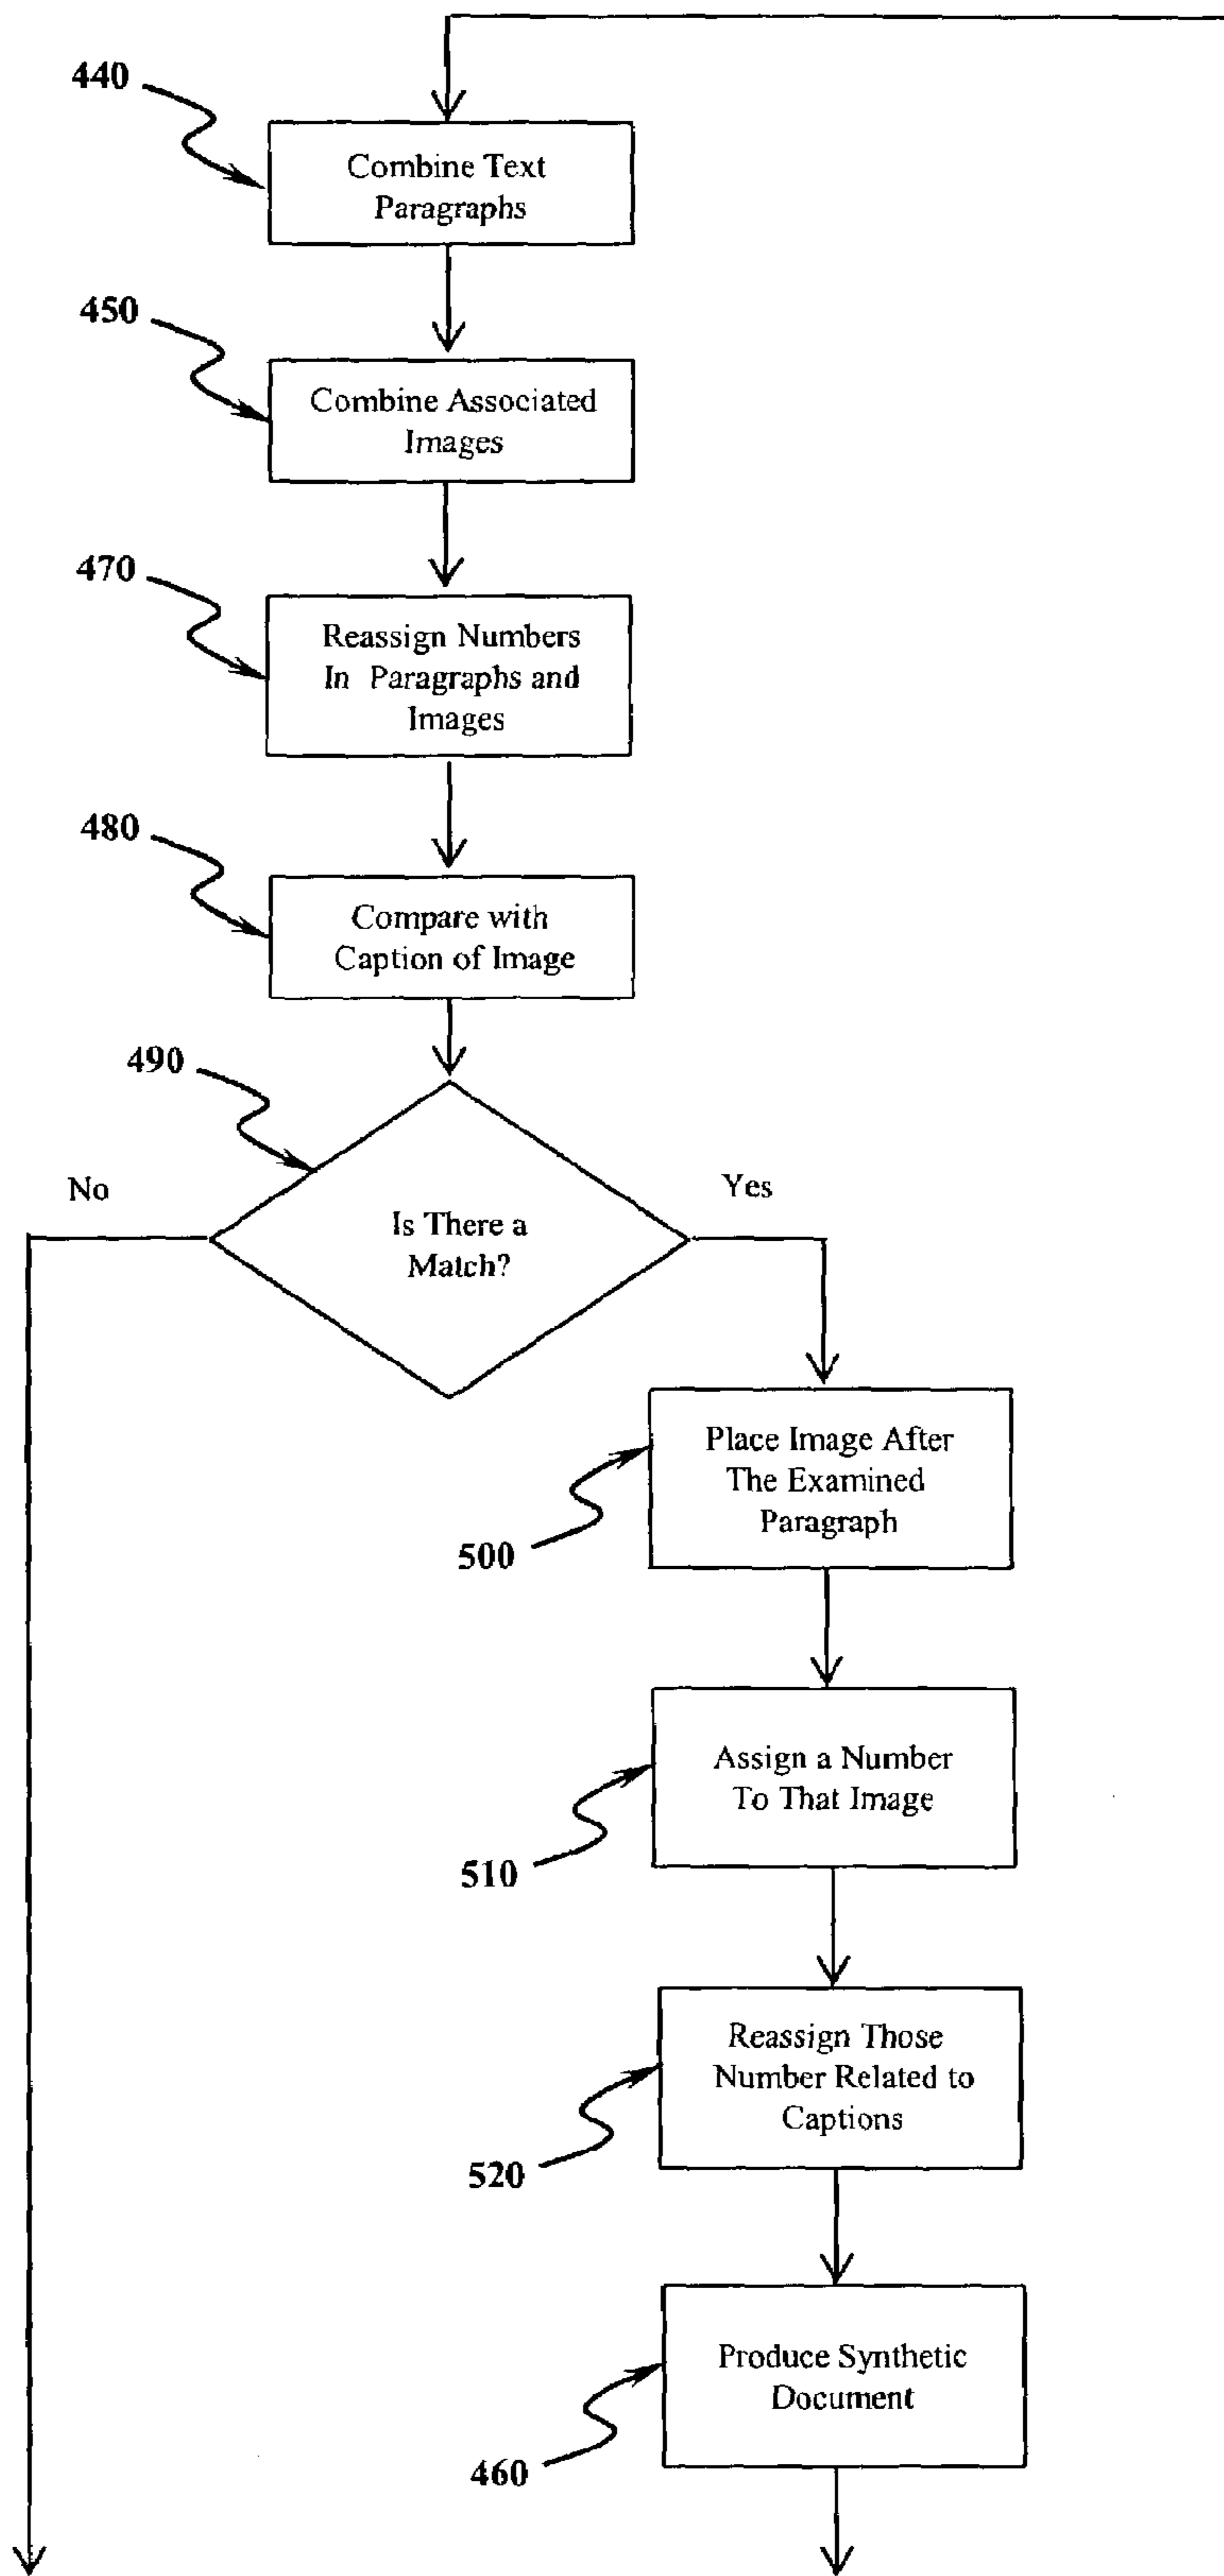 440
Combine Text
Paragraphs
450
Combine Associated
Images
470
Reassign Numbers
In Paragraphs and
Images
480
Compare with
Caption of Image
490
No
Yes
Is There a
Match?
Place Image After
The Examined
Paragraph
500
Assign a Number
To That Image
510
Reassign Those
Number Related to
Captions
520
Produce Synthetic
Document
460